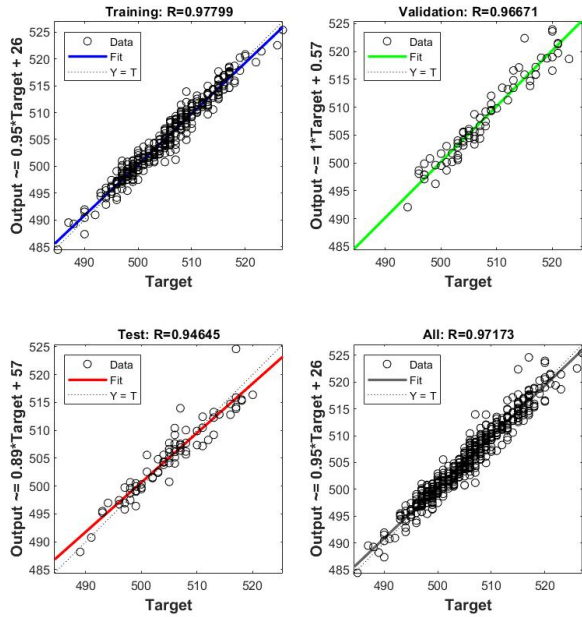 Training: R=0.97799
Output ~= 0.95*Target + 26
525
520
515
510
505
500
495
490
485
Data
Fit
Y = T
490 500 510 520
Target
Validation: R=0.96671
Output ~= 1*Target + 0.57
525
520
515
510
505
500
495
490
485
Data
Fit
Y = T
490 500 510 520
Target
Test: R=0.94645
Output ~= 0.89*Target + 57
525
520
515
510
505
500
495
490
485
Data
Fit
Y = T
490 500 510 520
Target
All: R=0.97173
Output ~= 0.95*Target + 26
525
520
515
510
505
500
495
490
485
Data
Fit
Y = T
490 500 510 520
Target